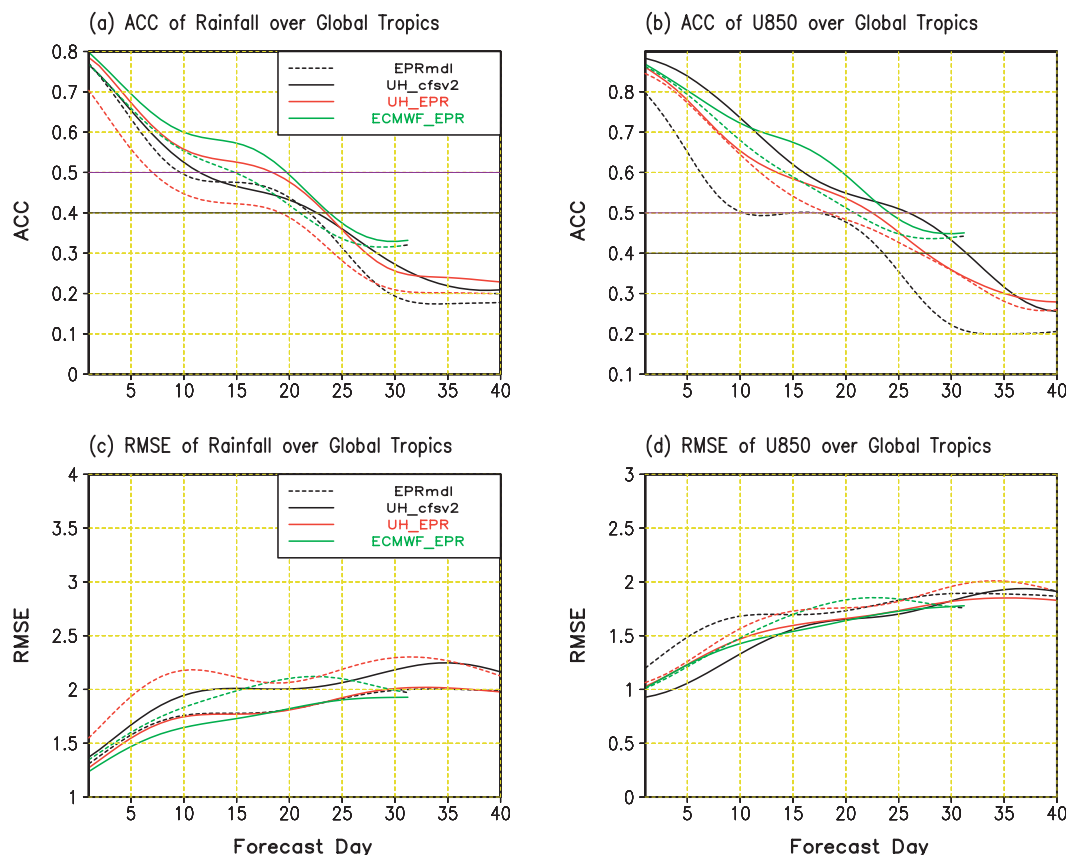 (a) ACC of Rainfall over Global Tropics
ACC
0.8
0.7
0.6
0.5
0.4
0.3
0.2
0.1
0
EPRmdl
UH_cfsv2
UH_EPR
ECMWF_EPR
5 10 15 20 25 30 35 40
(b) ACC of U850 over Global Tropics
ACC
0.8
0.7
0.6
0.5
0.4
0.3
0.2
0.1
5 10 15 20 25 30 35 40
(c) RMSE of Rainfall over Global Tropics
RMSE
4
3.5
3
2.5
2
1.5
1
EPRmdl
UH_cfsv2
UH_EPR
ECMWF_EPR
5 10 15 20 25 30 35 40
Forecast Day
(d) RMSE of U850 over Global Tropics
RMSE
3
2.5
2
1.5
1
0.5
0
5 10 15 20 25 30 35 40
Forecast Day